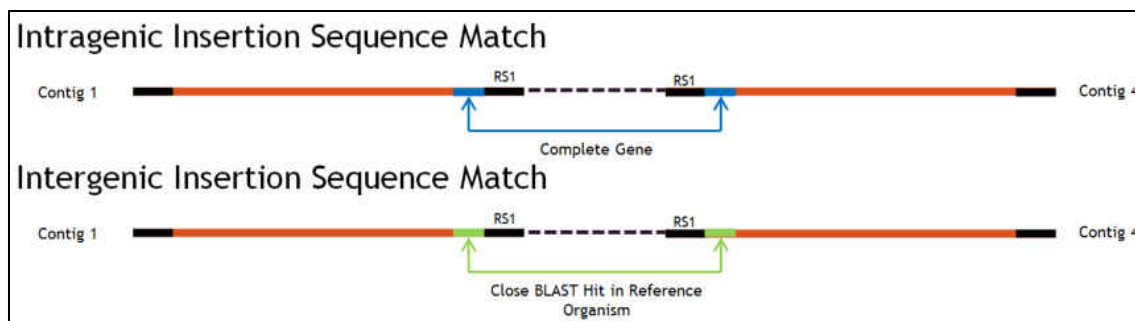 Intragenic Insertion Sequence Match
Contig 1 RS1 RS1 Contig 4
Complete Gene
Intergenic Insertion Sequence Match
Contig 1 RS1 RS1 Contig 4
Close BLAST Hit in Reference
Organism